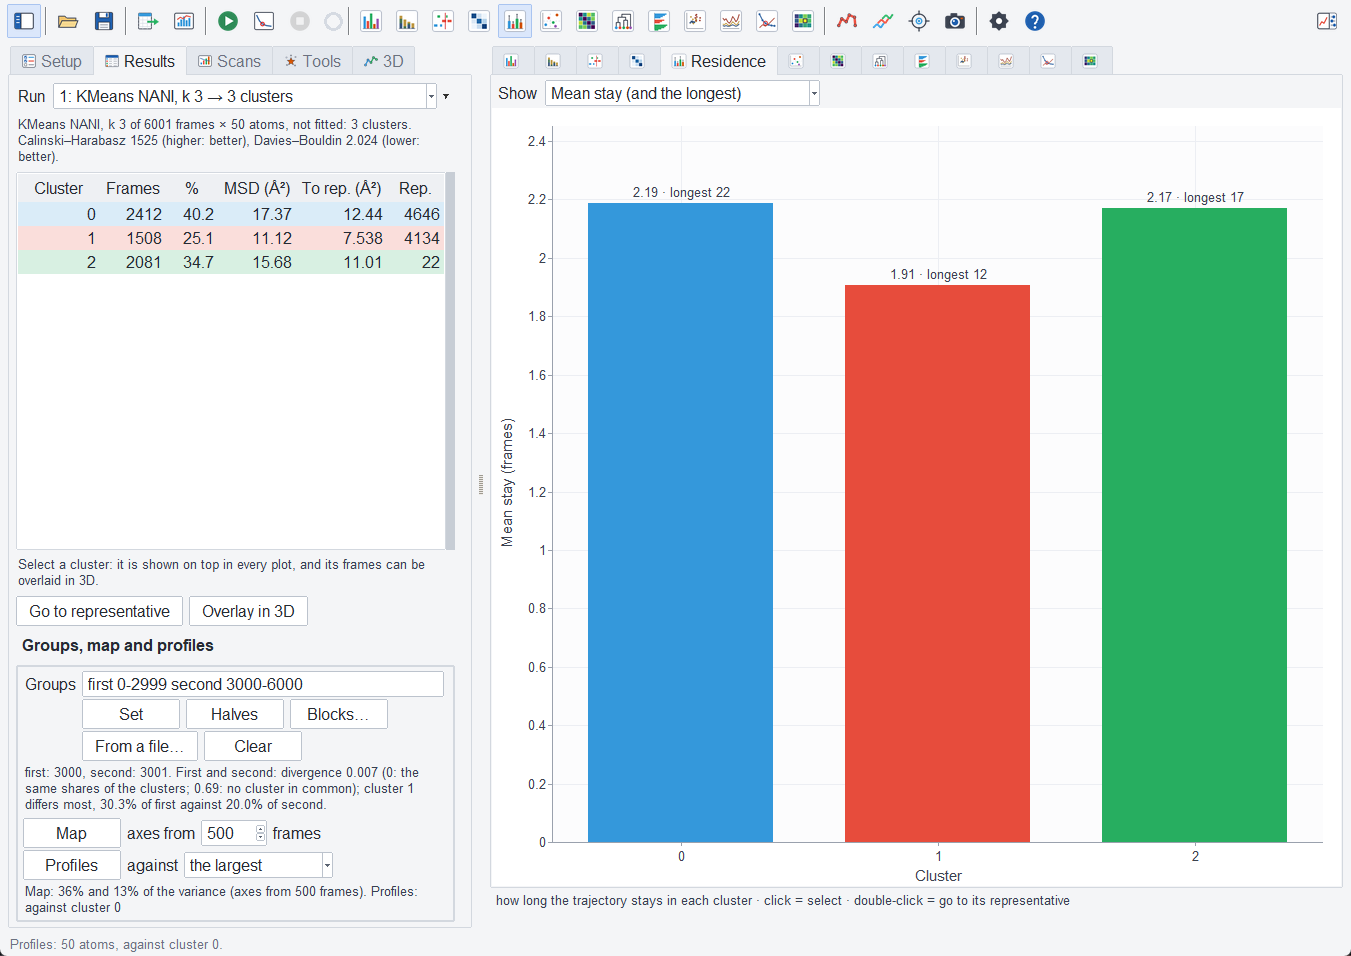 Setup
Results
Scans
Tools
3D
Run
1: KMeans NANI, k 3 → 3 clusters
KMeans NANI, k 3 of 6001 frames × 50 atoms, not fitted: 3 clusters.
Calinski–Harabasz 1525 (higher: better), Davies–Bouldin 2.024 (lower:
better).
Cluster Frames % MSD (Å²) To rep. (Å²) Rep.
0 2412 40.2 17.37 12.44 4646
1 1508 25.1 11.12 7.538 4134
2 2081 34.7 15.68 11.01 22
Select a cluster: it is shown on top in every plot, and its frames can be
overlaid in 3D.
Go to representative
Overlay in 3D
Groups, map and profiles
Groups
first 0-2999 second 3000-6000
Set
Halves
Blocks…
From a file…
Clear
first: 3000, second: 3001. First and second: divergence 0.007 (0: the
same shares of the clusters; 0.69: no cluster in common); cluster 1
differs most, 30.3% of first against 20.0% of second.
Map
axes from
500
frames
Profiles
against
the largest
Map: 36% and 13% of the variance (axes from 500 frames). Profiles:
against cluster 0
Profiles: 50 atoms, against cluster 0.
Residence
Show
Mean stay (and the longest)
Mean stay (frames)
2.4
2.2
2
1.8
1.6
1.4
1.2
1
0.8
0.6
0.4
0.2
0
2.19 · longest 22
1.91 · longest 12
2.17 · longest 17
0
1
2
Cluster
how long the trajectory stays in each cluster · click = select · double-click = go to its representative